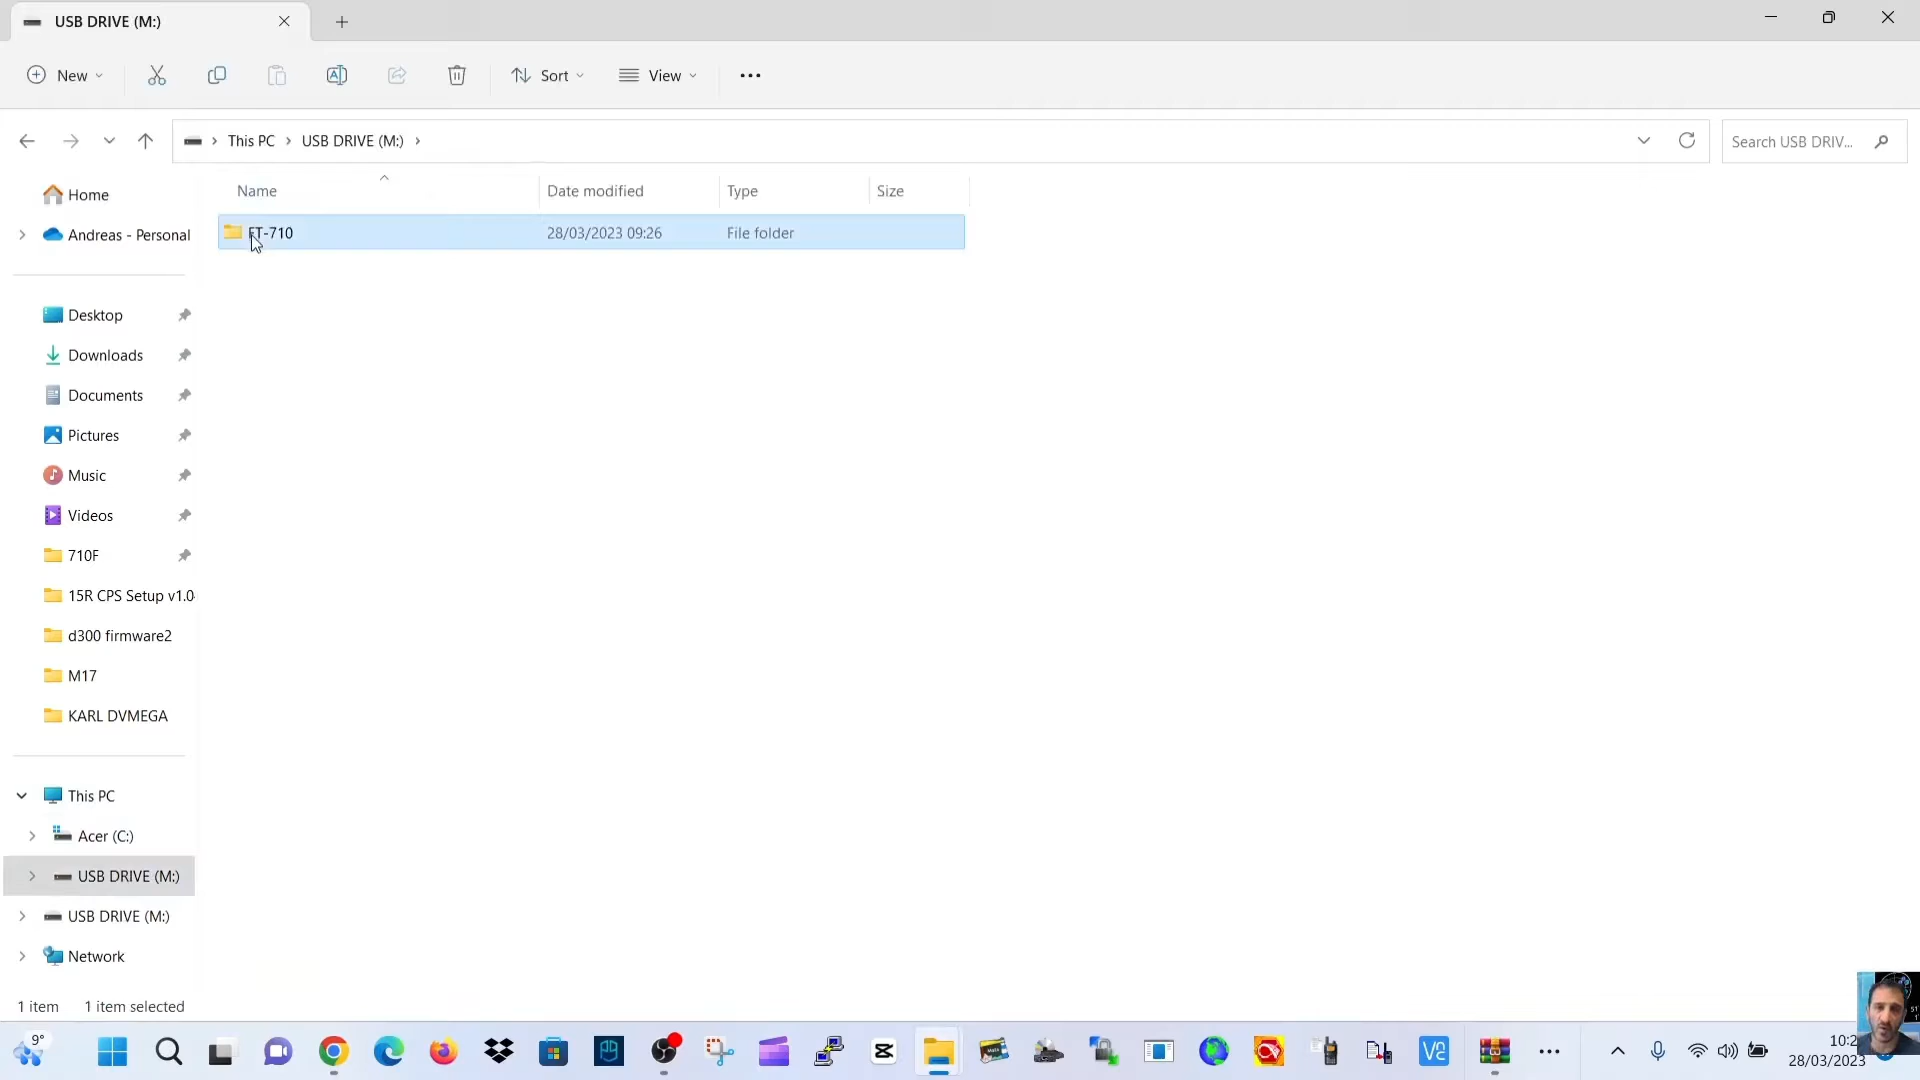 USB DRIVE (M:)
New
Sort
View
This PC
USB DRIVE (M:)
Search USB DRIV...
Name
Date modified
Type
Size
FT-710
28/03/2023 09:26
File folder
Home
Andreas - Personal
Desktop
Downloads
Documents
Pictures
Music
Videos
710F
15R CPS Setup v1.0
d300 firmware2
M17
KARL DVMEGA
This PC
Acer (C:)
USB DRIVE (M:)
USB DRIVE (M:)
Network
1 item
1 item selected
9°
10:2
28/03/2023